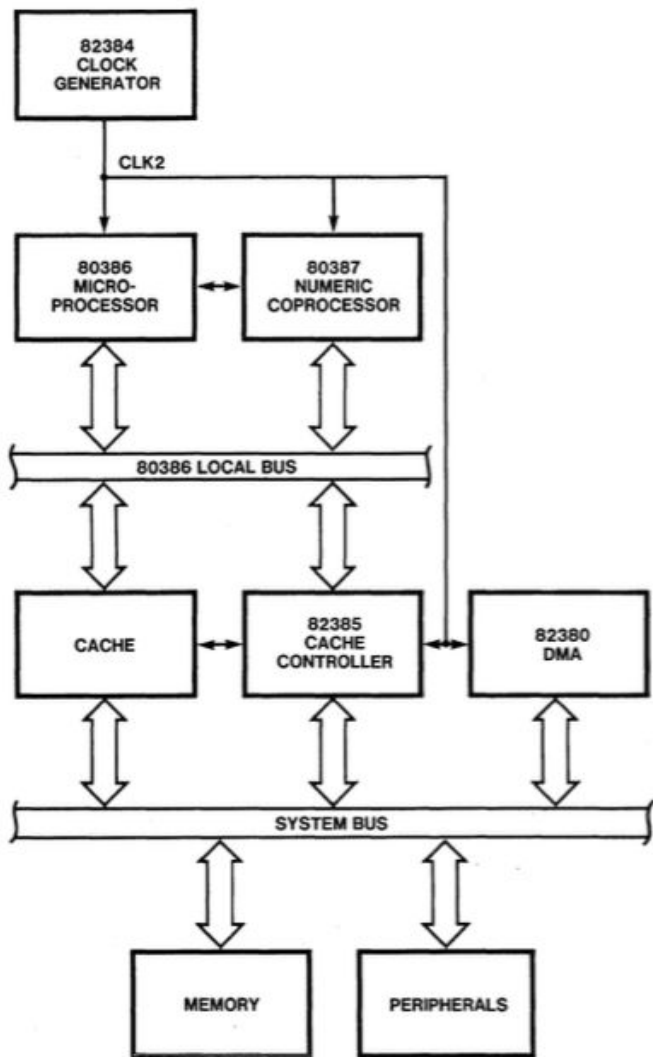 82384
CLOCK
GENERATOR
CLK2
80386
MICRO-
PROCESSOR
80387
NUMERIC
COPROCESSOR
80386 LOCAL BUS
CACHE
82385
CACHE
CONTROLLER
82380
DMA
SYSTEM BUS
MEMORY
PERIPHERALS